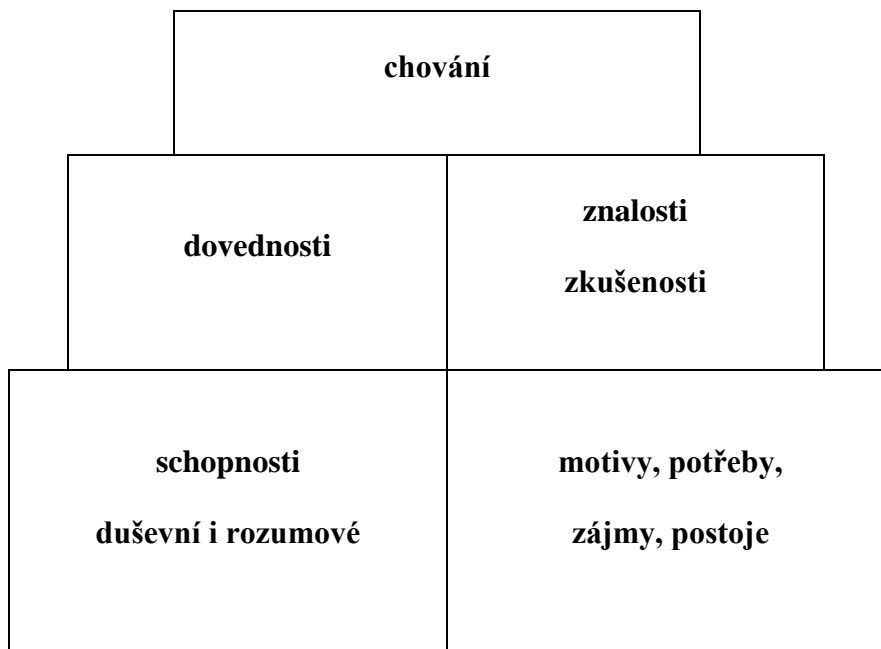 chování
dovednosti
znalosti
zkušenosti
schopnosti
duševní i rozumové
motivy, potřeby,
zájmy, postoje